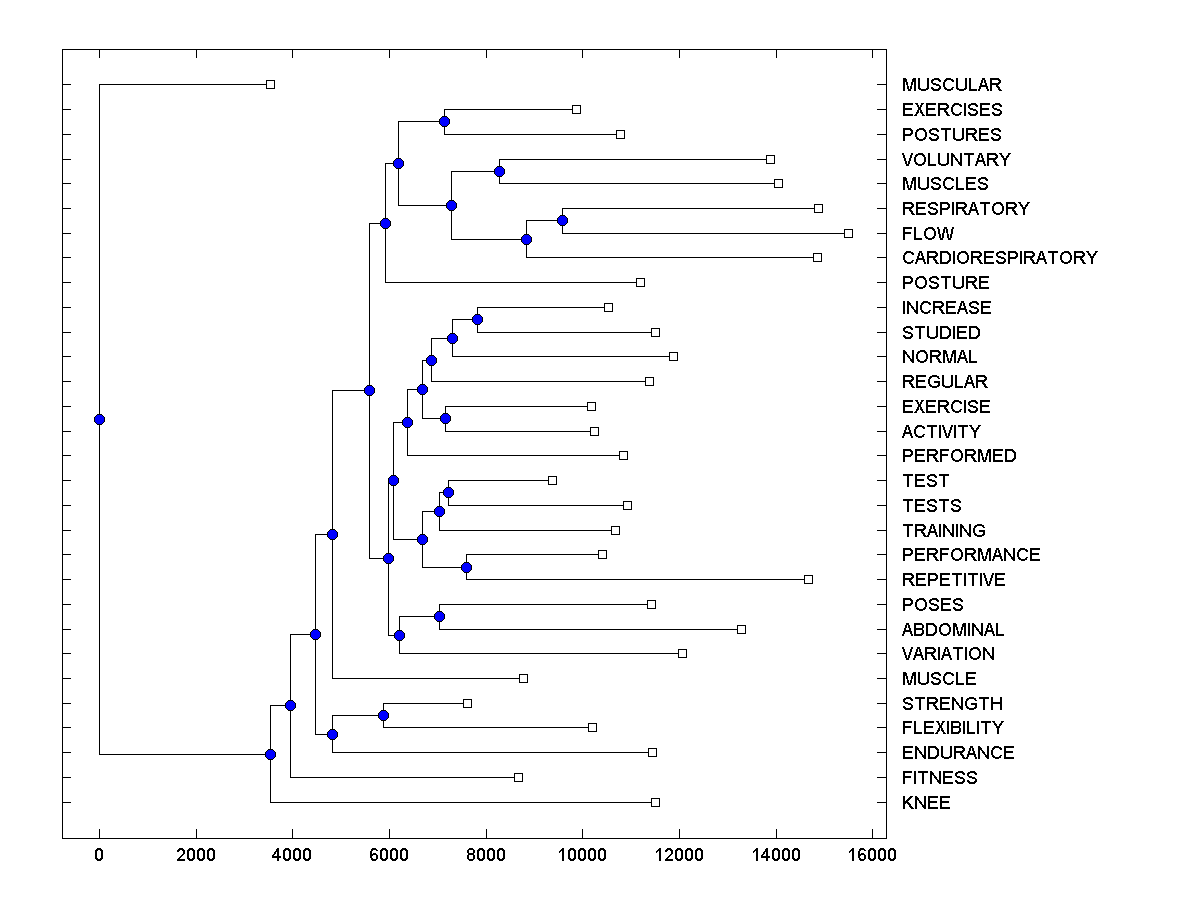 MUSCULAR
EXERCISES
POSTURES
VOLUNTARY
MUSCLES
RESPIRATORY
FLOW
CARDIORESPIRATORY
POSTURE
INCREASE
STUDIED
NORMAL
REGULAR
EXERCISE
ACTIVITY
PERFORMED
TEST
TESTS
TRAINING
PERFORMANCE
REPETITIVE
POSES
ABDOMINAL
VARIATION
MUSCLE
STRENGTH
FLEXIBILITY
ENDURANCE
FITNESS
KNEE
0 2000 4000 6000 8000 10000 12000 14000 16000